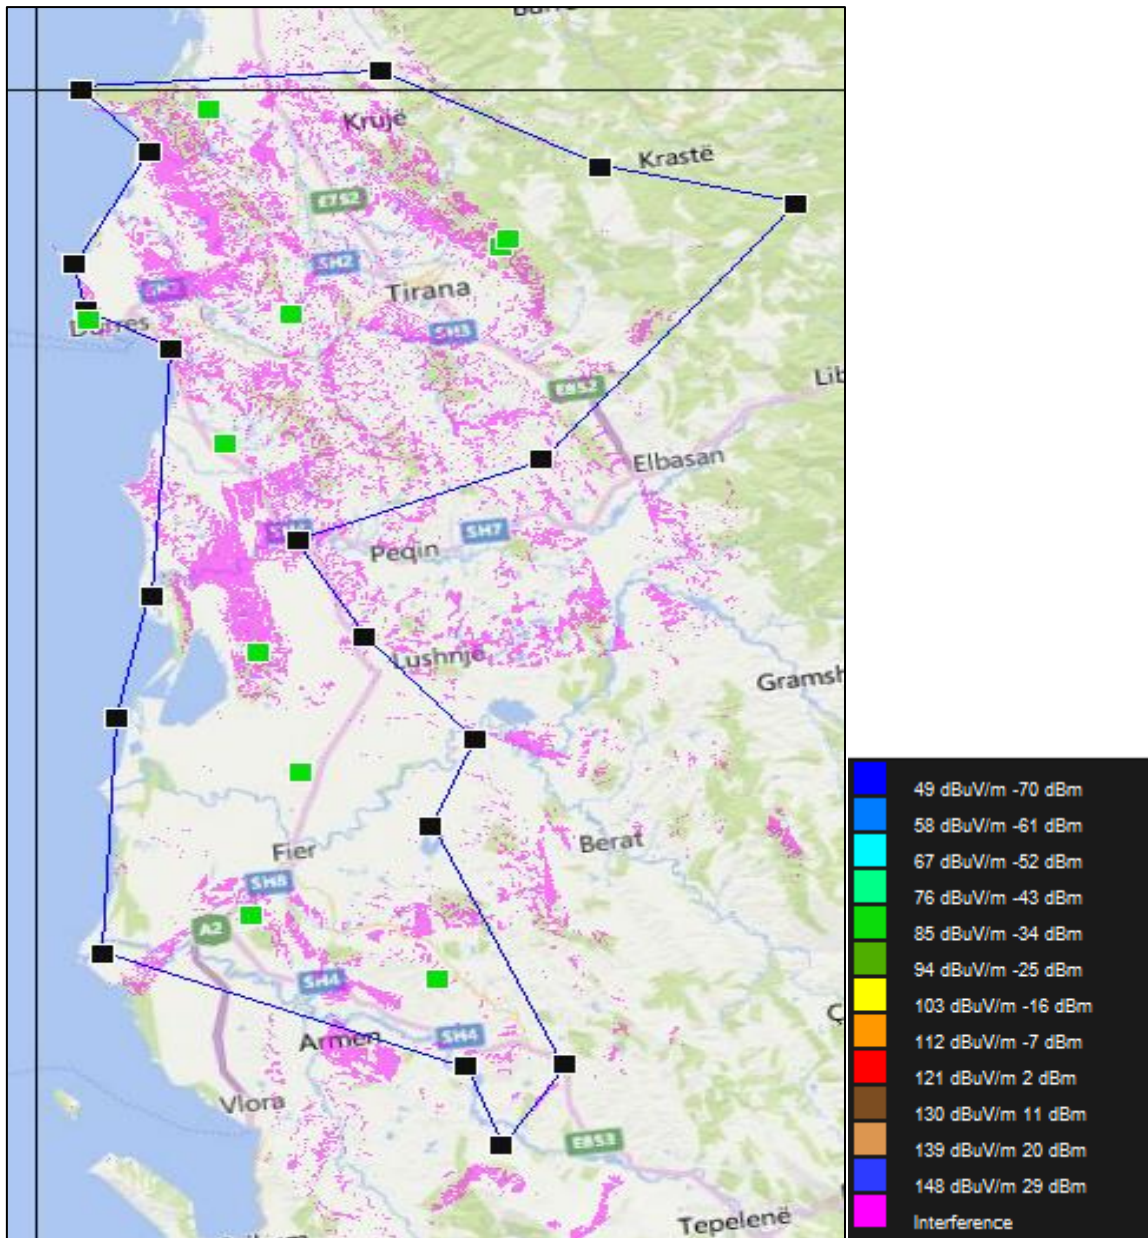 Krujë
Krastë
E762
SH2
Tirana
Durrës
SH3
E852
Lib
Elbasan
SH7
Peqin
Lushnje
Gramsh
Berat
Fier
SH8
A2
SH4
Ç
Armen
SH4
Vlora
E853
Tepelenë
49 dBuV/m -70 dBm
58 dBuV/m -61 dBm
67 dBuV/m -52 dBm
76 dBuV/m -43 dBm
85 dBuV/m -34 dBm
94 dBuV/m -25 dBm
103 dBuV/m -16 dBm
112 dBuV/m -7 dBm
121 dBuV/m 2 dBm
130 dBuV/m 11 dBm
139 dBuV/m 20 dBm
148 dBuV/m 29 dBm
Interference